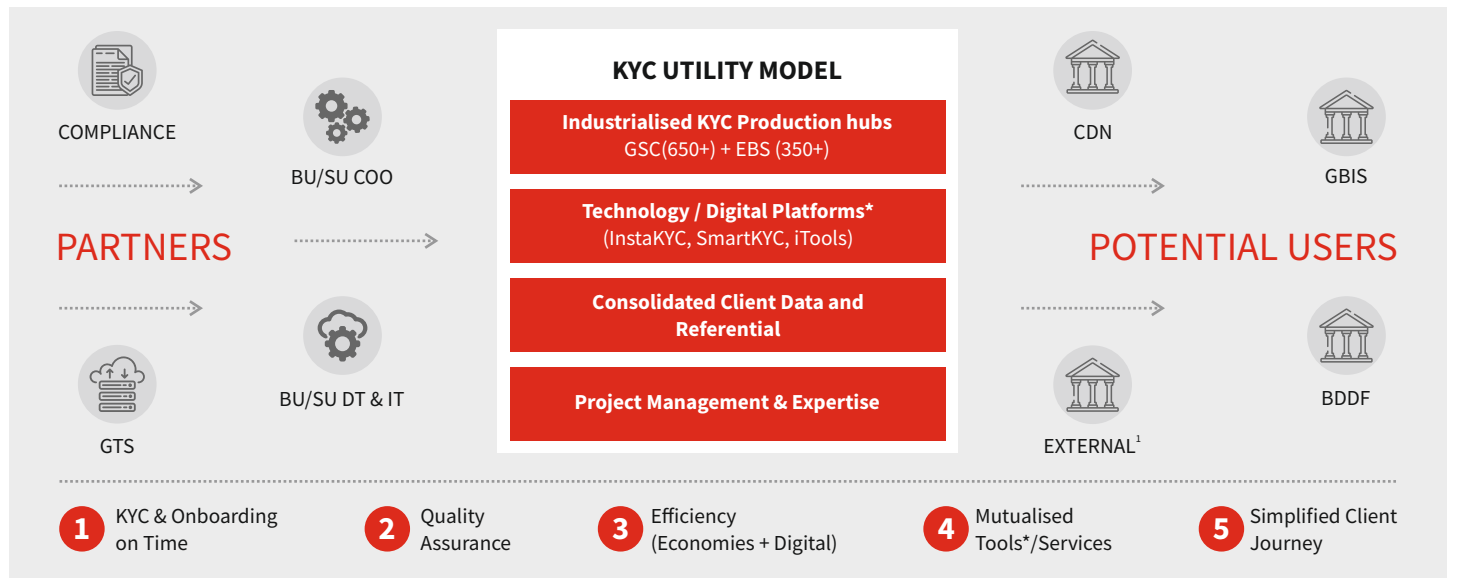 COMPLIANCE
BU/SU COO
PARTNERS
GTS
BU/SU DT & IT
KYC UTILITY MODEL
Industrialised KYC Production hubs
GSC(650+) + EBS (350+)
Technology / Digital Platforms*
(InstaKYC, SmartKYC, iTools)
Consolidated Client Data and
Referential
Project Management & Expertise
CDN
GBIS
POTENTIAL USERS
EXTERNAL¹
BDDF
1 KYC & Onboarding
on Time
2 Quality
Assurance
3 Efficiency
(Economies + Digital)
4 Mutualised
Tools*/Services
5 Simplified Client
Journey